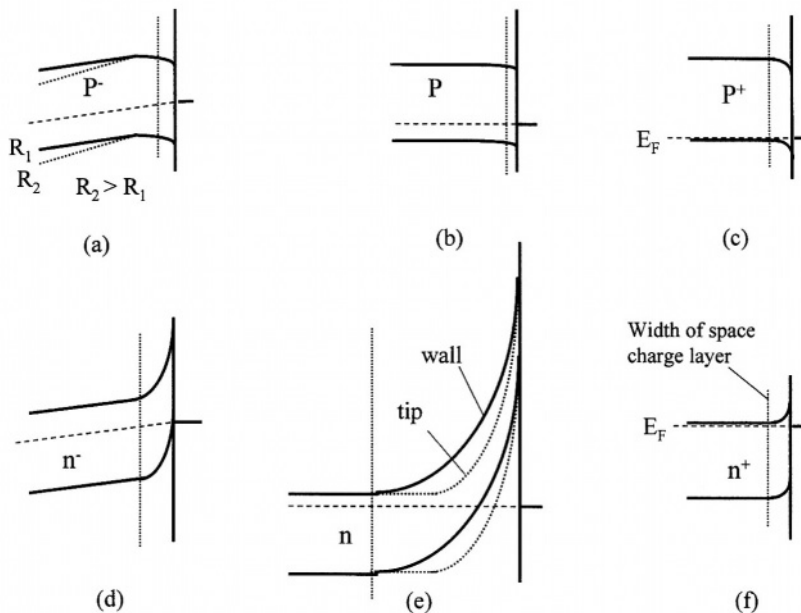 P⁻
R₁
R₂
R₂ > R₁
(a)
P
(b)
P⁺
E_F
(c)
n⁻
(d)
wall
tip
n
(e)
Width of space
charge layer
E_F
n⁺
(f)